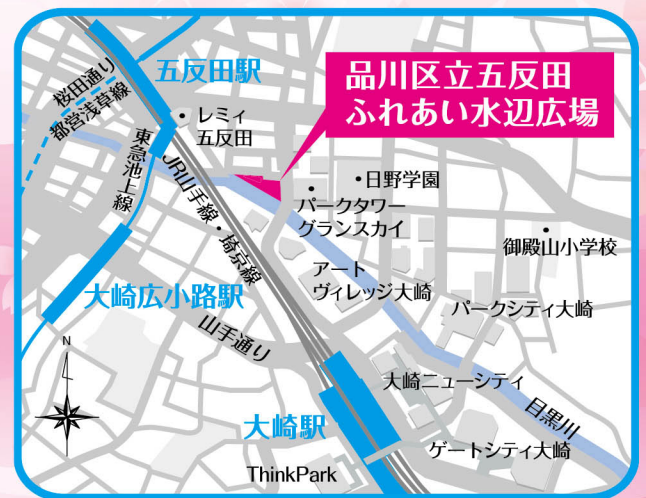 品川区立五反田
ふれあい水辺広場
五反田駅
桜田通り
都営浅草線
レミィ
五反田
東急池上線
JR山手線・埼京線
日野学園
パークタワー
グランスカイ
御殿山小学校
アート
ヴィレッジ大崎
大崎広小路駅
パークシティ大崎
山手通り
N
大崎ニューシティ
目黒川
大崎駅
ゲートシティ大崎
ThinkPark